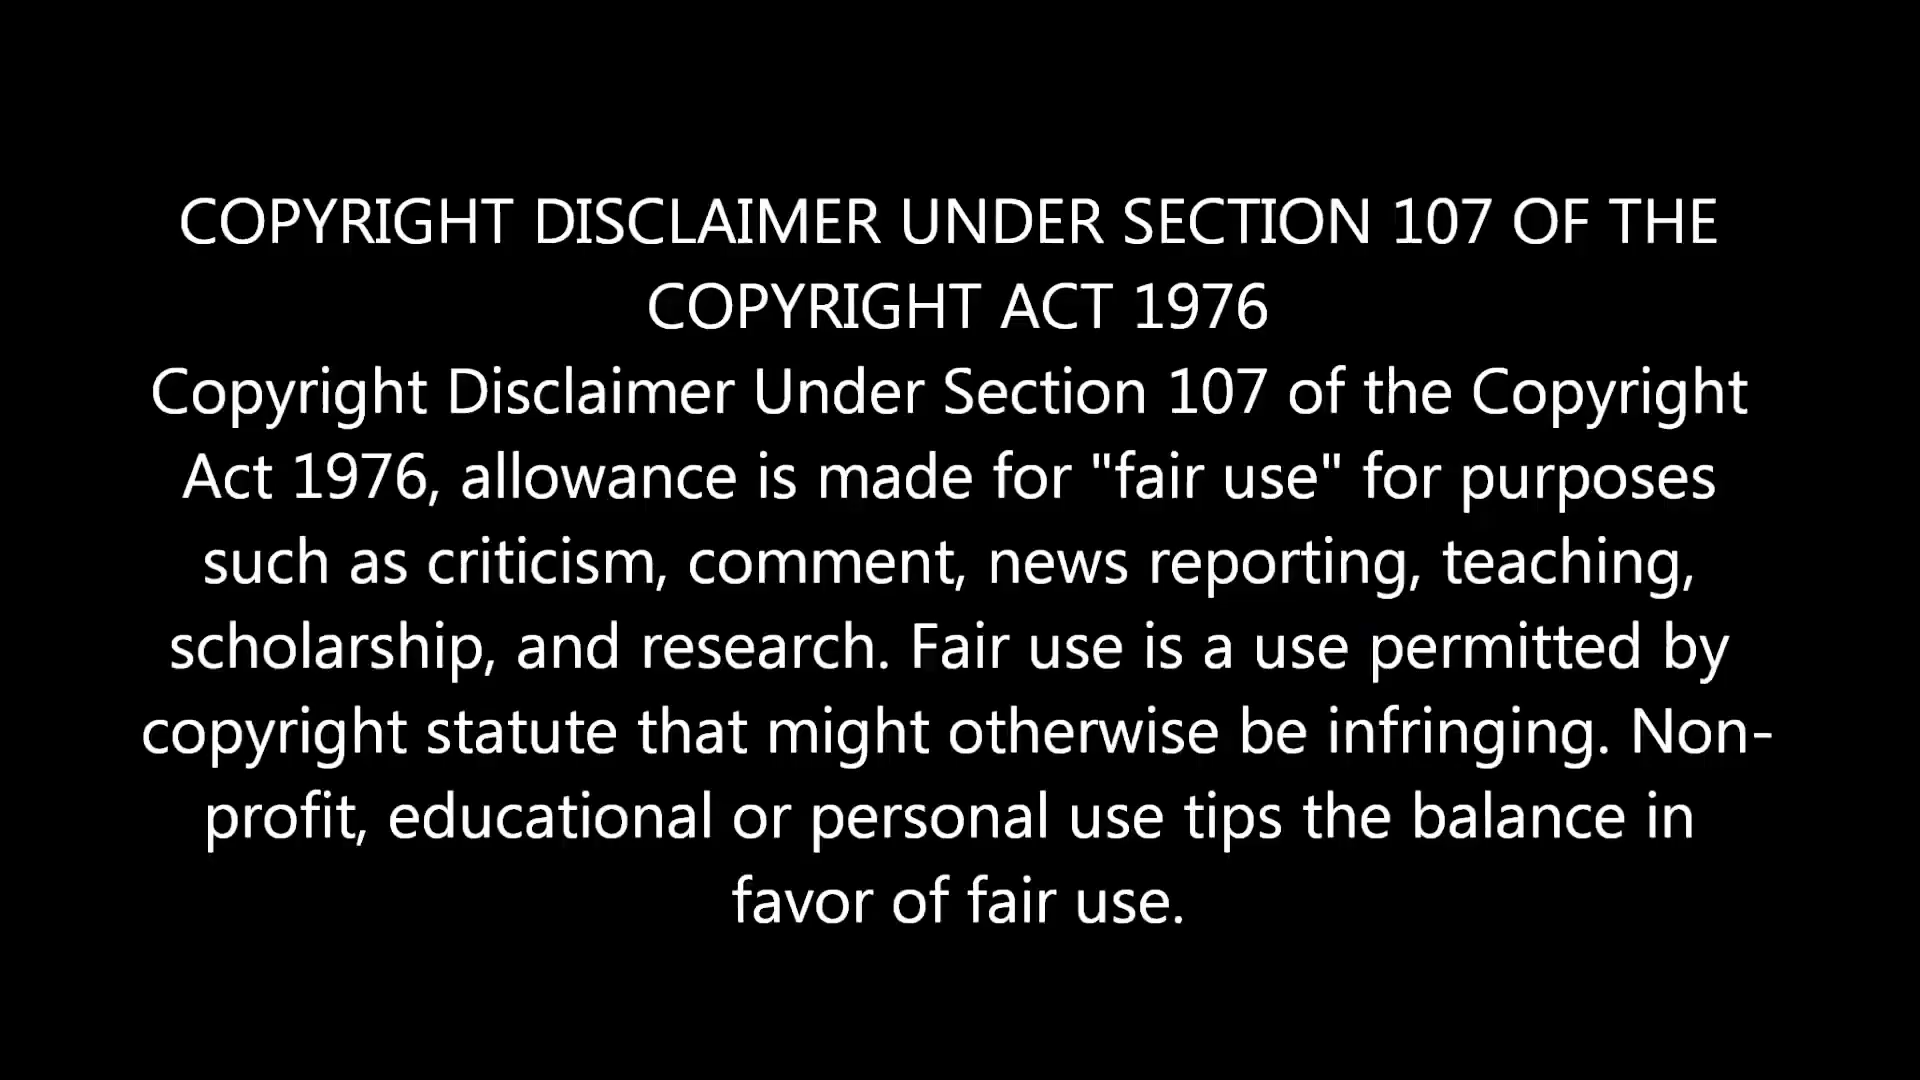 COPYRIGHT DISCLAIMER UNDER SECTION 107 OF THE
COPYRIGHT ACT 1976
Copyright Disclaimer Under Section 107 of the Copyright
Act 1976, allowance is made for "fair use" for purposes
such as criticism, comment, news reporting, teaching,
scholarship, and research. Fair use is a use permitted by
copyright statute that might otherwise be infringing. Non-
profit, educational or personal use tips the balance in
favor of fair use.